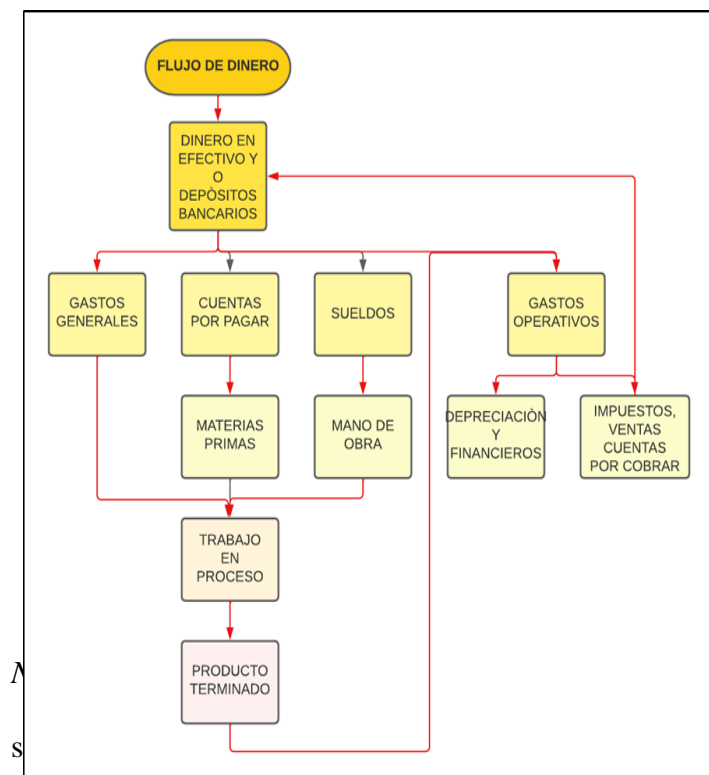 FLUJO DE DINERO
DINERO EN
EFECTIVO Y
O
DEPÒSITOS
BANCARIOS
GASTOS
GENERALES
CUENTAS
POR PAGAR
SUELDOS
GASTOS
OPERATIVOS
MATERIAS
PRIMAS
MANO DE
OBRA
DEPRECIACIÒN
Y
FINANCIEROS
IMPUESTOS,
VENTAS
CUENTAS
POR COBRAR
TRABAJO
EN
PROCESO
PRODUCTO
TERMINADO
s